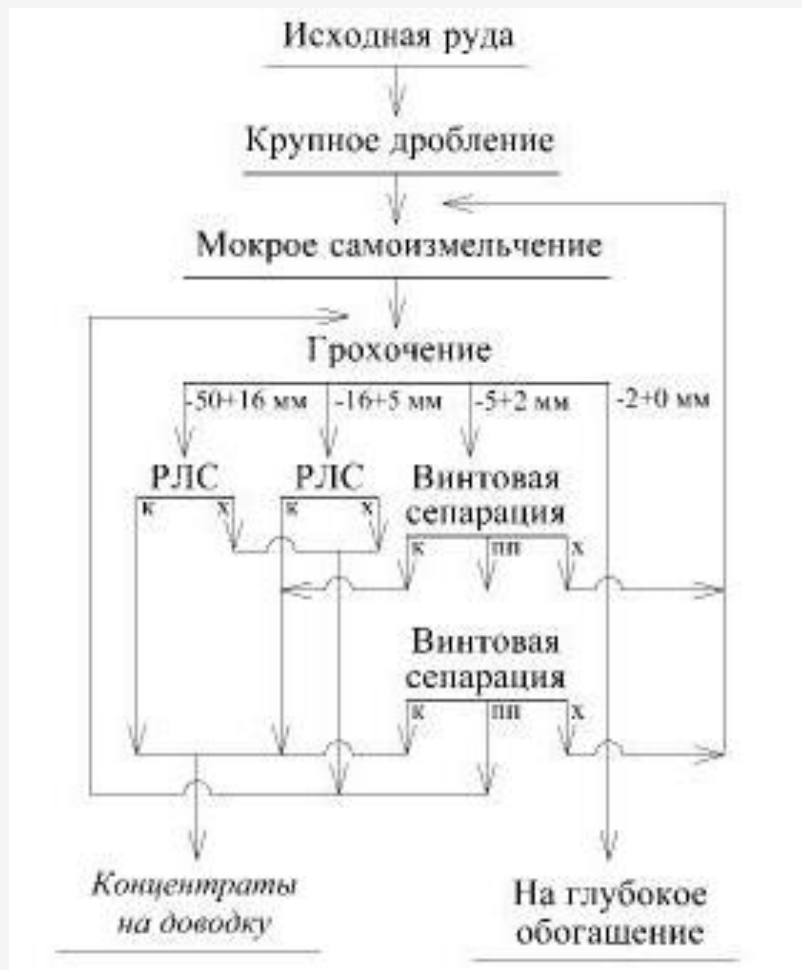 Исходная руда
Крупное дробление
Мокрое самоизмельчение
Грохочение
-50+16 мм -16+5 мм -5+2 мм -2+0 мм
РЛС РЛС Винтовая
сепарация
к х к х
к пп х
Винтовая
сепарация
к пп х
Концентраты
на доводку
На глубокое
обогащение